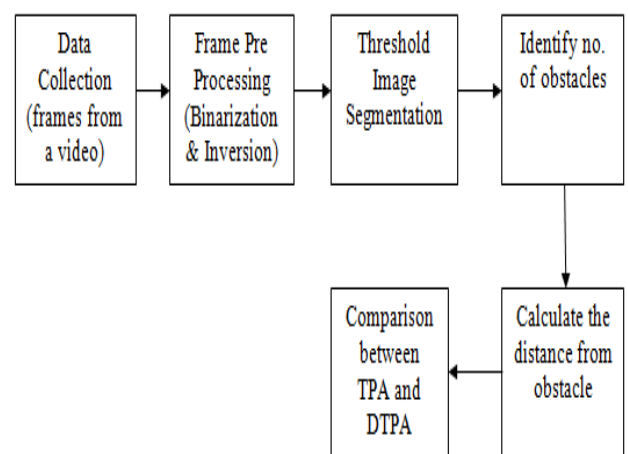 Data
Collection
(frames from
a video)
Frame Pre
Processing
(Binarization
& Inversion)
Threshold
Image
Segmentation
Identify no.
of obstacles
Calculate the
distance from
obstacle
Comparison
between
TPA and
DTPA